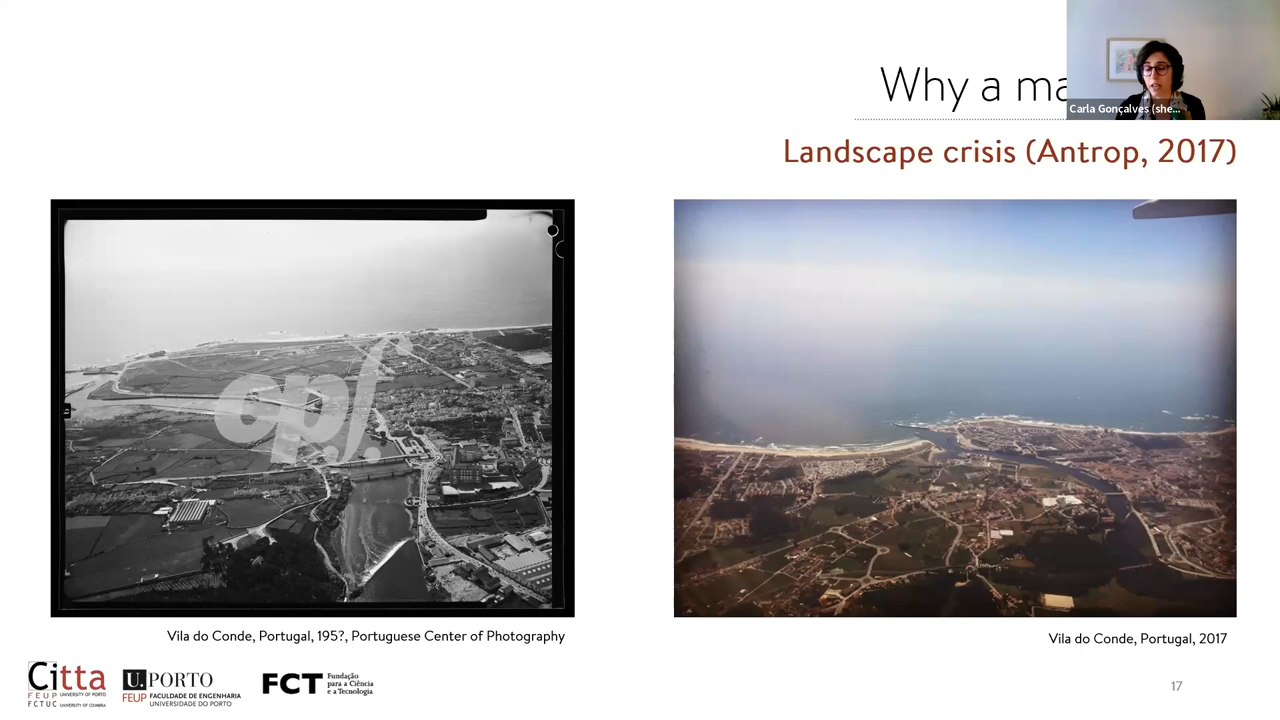 Why a ma
Carla Gonçalves (she...
Landscape crisis (Antrop, 2017)
cpf.
Vila do Conde, Portugal, 195?, Portuguese Center of Photography
Vila do Conde, Portugal, 2017
Citta
FEUP UNIVERSITY OF PORTO
FCTUC UNIVERSITY OF COIMBRA
U.PORTO
FEUP FACULDADE DE ENGENHARIA
UNIVERSIDADE DO PORTO
FCT Fundação
para a Ciência
e a Tecnologia
17